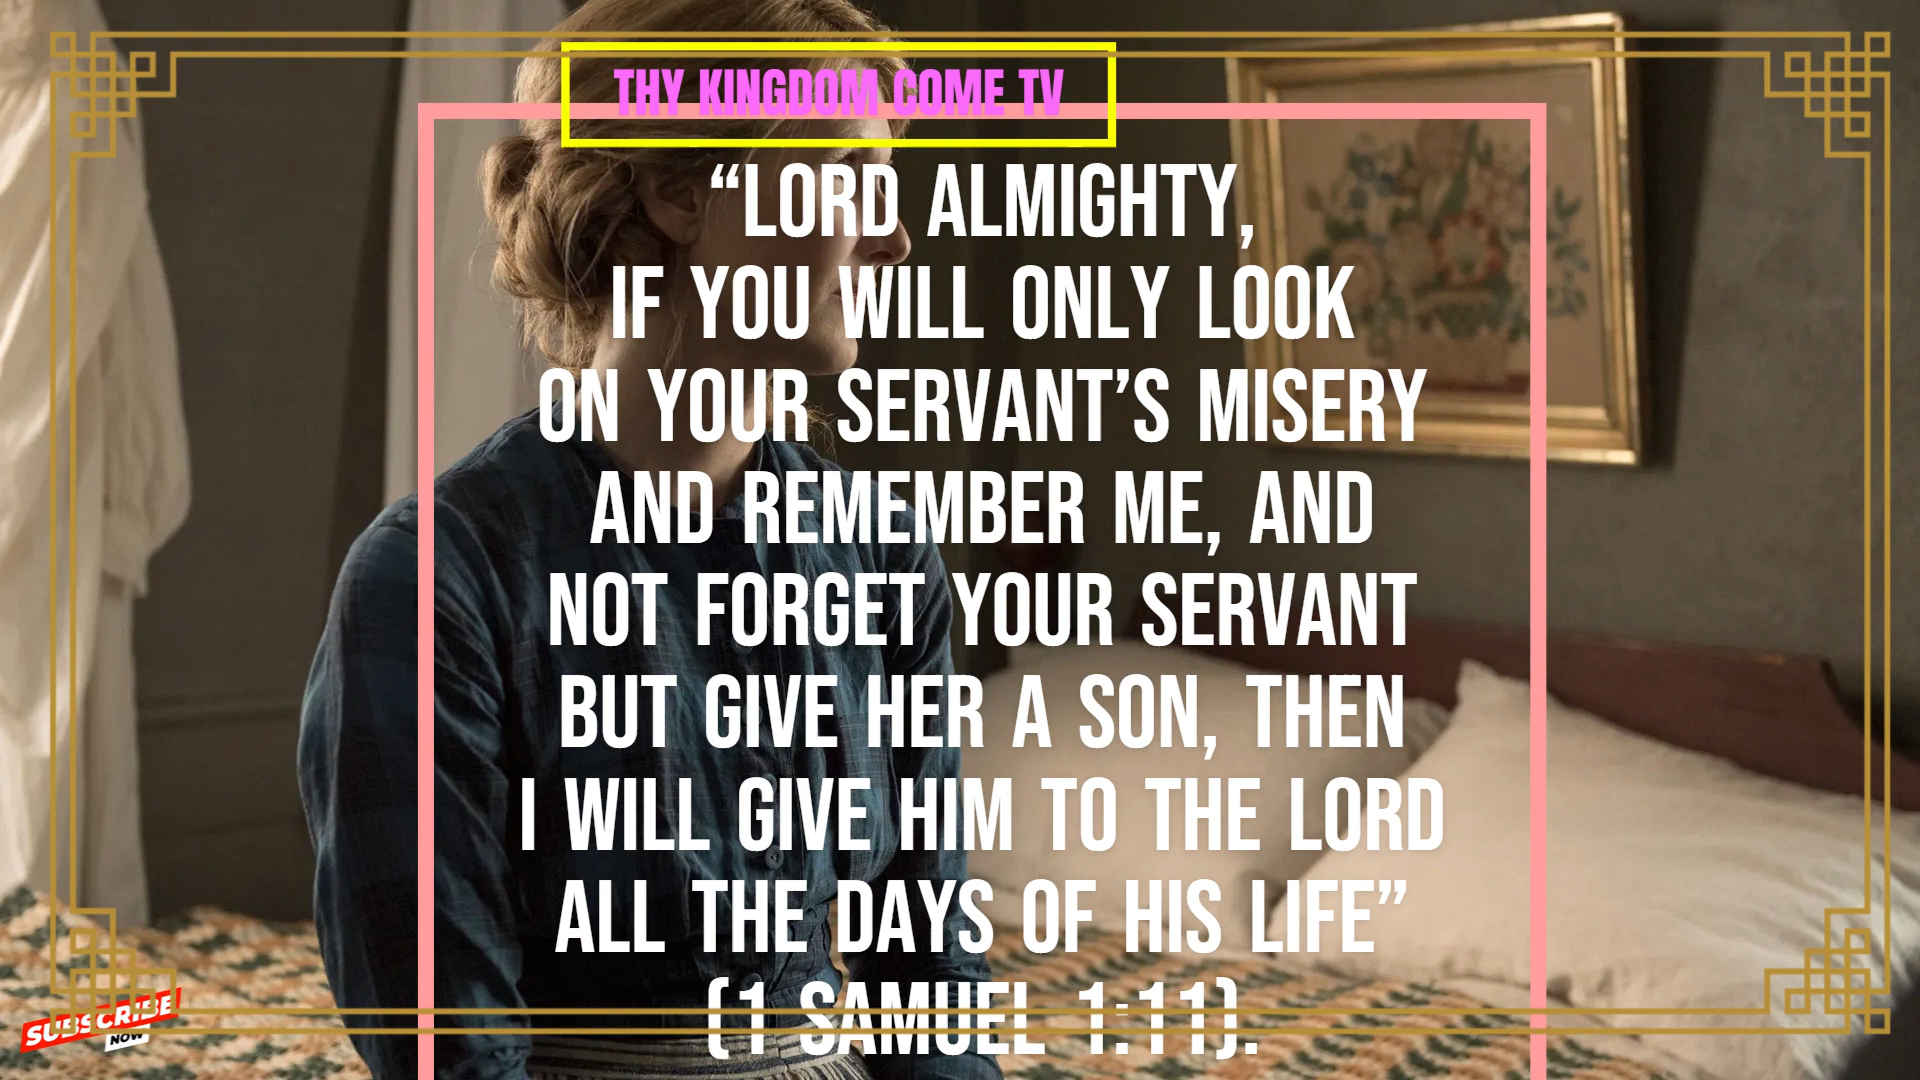 THY KINGDOM COME TV
“LORD ALMIGHTY,
IF YOU WILL ONLY LOOK
ON YOUR SERVANT’S MISERY
AND REMEMBER ME, AND
NOT FORGET YOUR SERVANT
BUT GIVE HER A SON, THEN
I WILL GIVE HIM TO THE LORD
ALL THE DAYS OF HIS LIFE”
(1 SAMUEL 1:11).
SUBSCRIBE
NOW